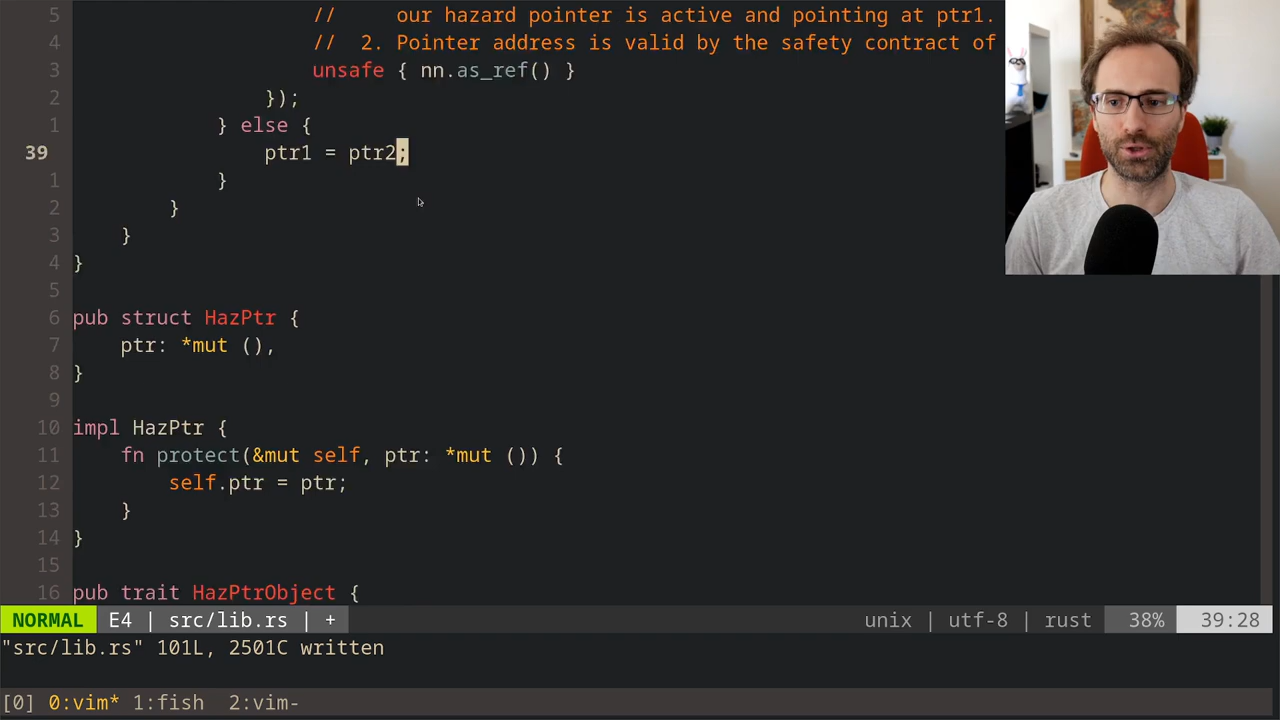 5 //     our hazard pointer is active and pointing at ptr1.
4 //  2. Pointer address is valid by the safety contract of
3 unsafe { nn.as_ref() }
2 });
1 } else {
39 ptr1 = ptr2;
1 }
2 }
3 }
4 }
5
6 pub struct HazPtr {
7     ptr: *mut (),
8 }
9
10 impl HazPtr {
11     fn protect(&mut self, ptr: *mut ()) {
12         self.ptr = ptr;
13     }
14 }
15
16 pub trait HazPtrObject {
NORMAL E4 | src/lib.rs | + unix | utf-8 | rust 38% 39:28
"src/lib.rs" 101L, 2501C written
[0] 0:vim* 1:fish  2:vim-